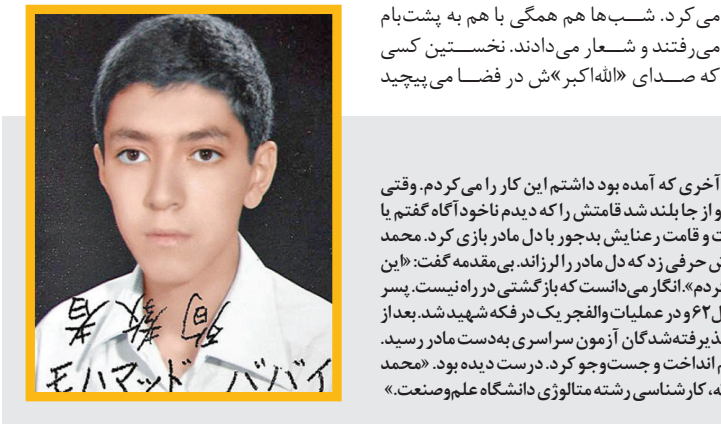 می‌کرد. شب‌ها هم همگی با هم به پشت‌بام
می‌رفتند و شعار می‌دادند. نخستین کسی
که صدای «الله‌اکبر»ش در فضا می‌پیچید
آخری که آمده بود داشتم این کار را می‌کردم. وقتی
و از جا بلند شد قامتش را که دیدم ناخودآگاه گفتم یا
ت و قامت رعنایش بدجور با دل مادر بازی کرد. محمد
ش حرفی زد که دل مادر را لرزاند. بی‌مقدمه گفت: «این
ردم». انگار می‌دانست که بازگشتی در راه نیست. پسر
ل ۶۲ و در عملیات والفجر یک در فکه شهید شد. بعد از
ذیرفته‌شدگان آزمون سراسری به‌دست مادر رسید.
م انداخت و جست‌وجو کرد. درست دیده بود. «محمد
ه، کارشناسی رشته متالوژی دانشگاه علم‌وصنعت.»
殉教者
モハマッド ババイ